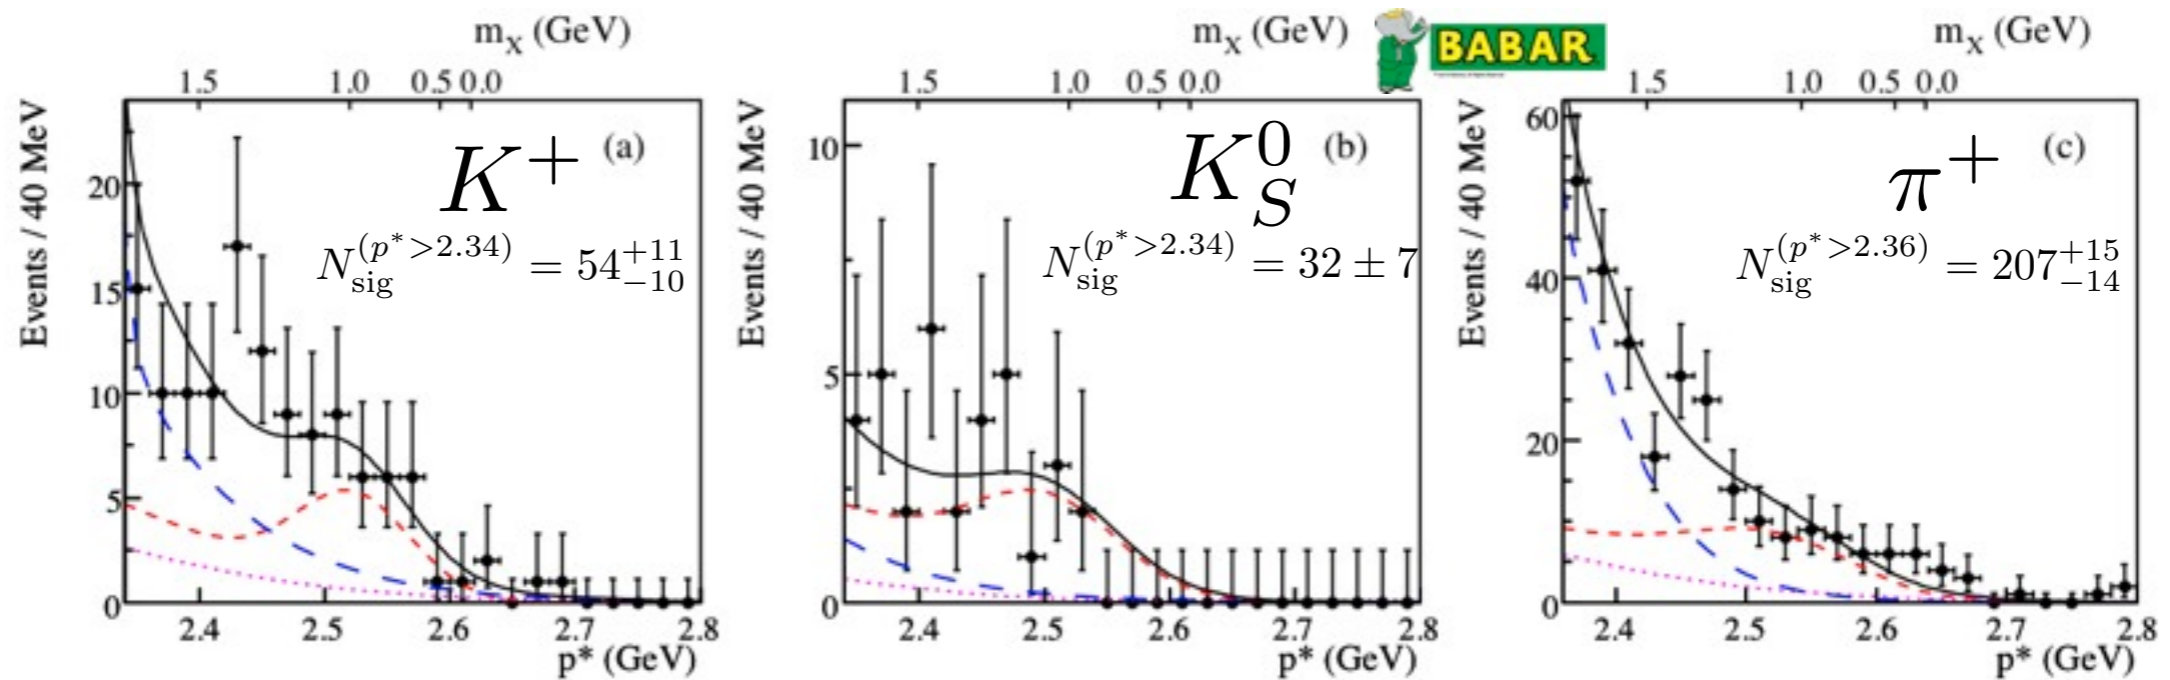 m_X (GeV)
1.5 1.0 0.5 0.0
Events / 40 MeV
20
15
10
5
0
K^+ (a)
N_sig^(p*>2.34) = 54^{+11}_{-10}
2.4 2.5 2.6 2.7 2.8
p* (GeV)
m_X (GeV)
BABAR
1.5 1.0 0.5 0.0
Events / 40 MeV
10
5
0
K^0_S (b)
N_sig^(p*>2.34) = 32 ± 7
2.4 2.5 2.6 2.7 2.8
p* (GeV)
m_X (GeV)
1.5 1.0 0.5 0.0
Events / 40 MeV
60
40
20
0
π^+ (c)
N_sig^(p*>2.36) = 207^{+15}_{-14}
2.4 2.5 2.6 2.7 2.8
p* (GeV)